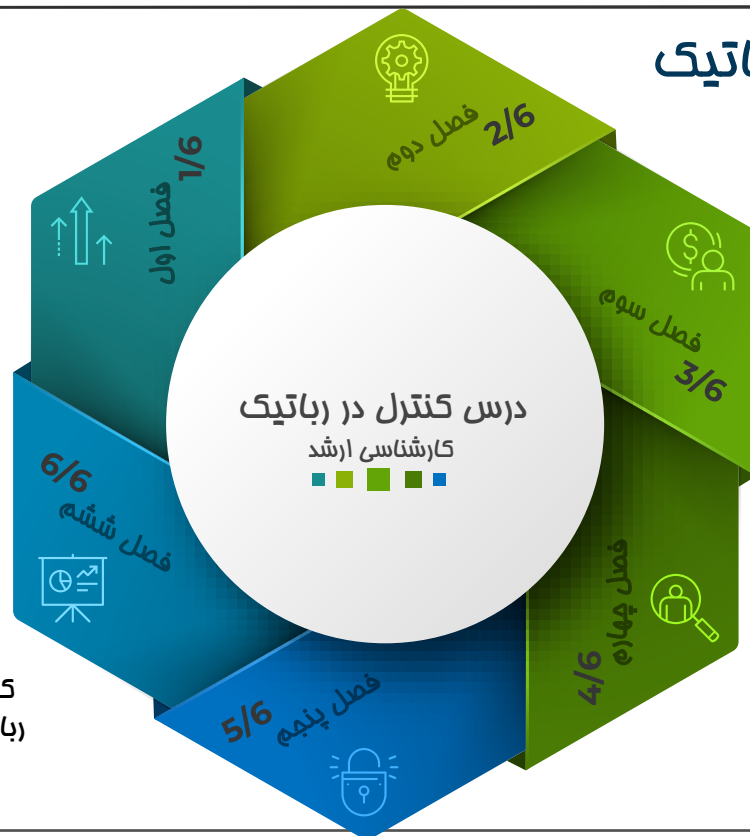 درس کنترل در رباتیک
کارشناسی ارشد
1/6
فصل اول
2/6
فصل دوم
3/6
فصل سوم
4/6
فصل چهارم
5/6
فصل پنجم
6/6
فصل ششم